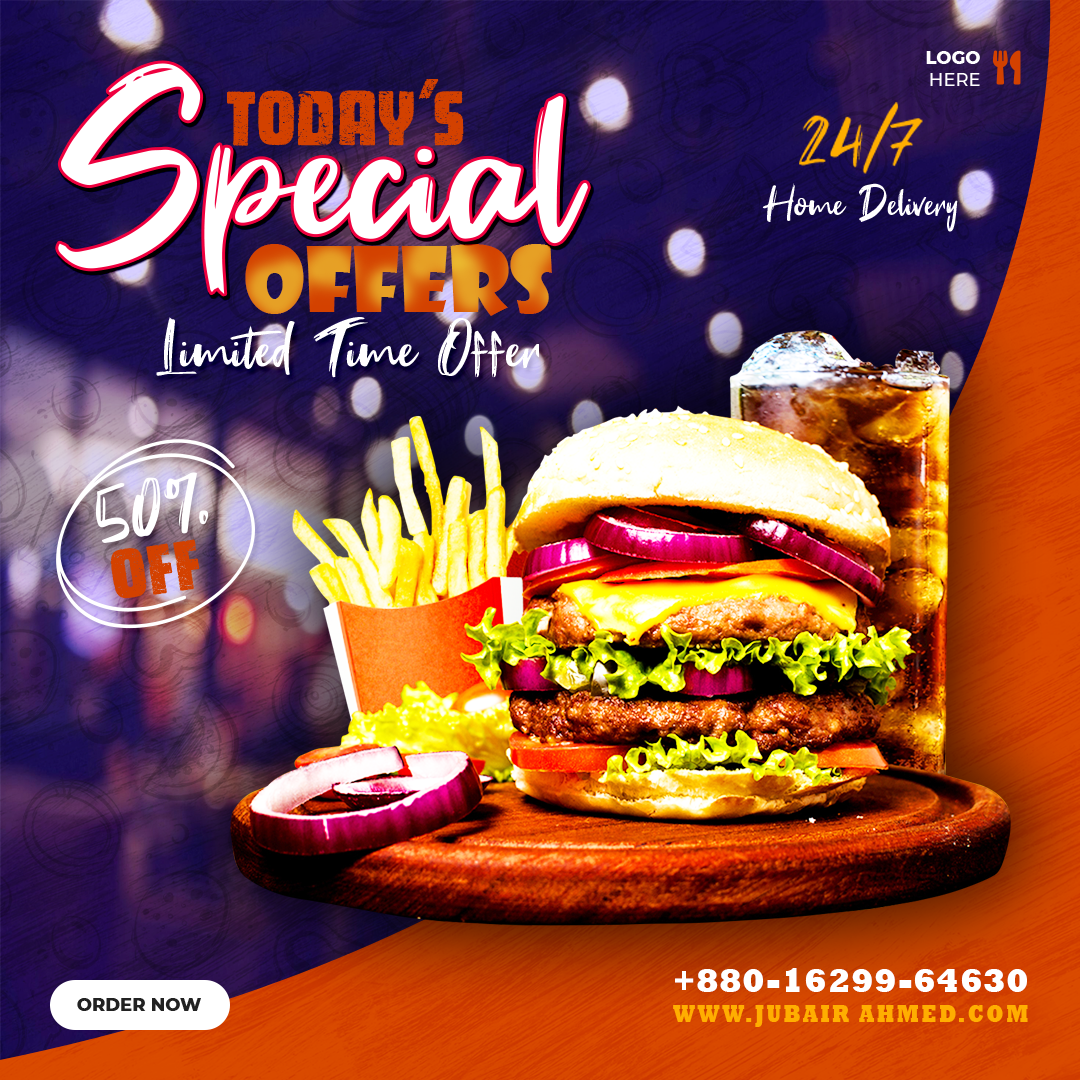 LOGO
HERE
TODAY'S
Special
OFFERS
Limited Time Offer
24/7
Home Delivery
50%
OFF
ORDER NOW
+880-16299-64630
WWW.JUBAIR AHMED.COM